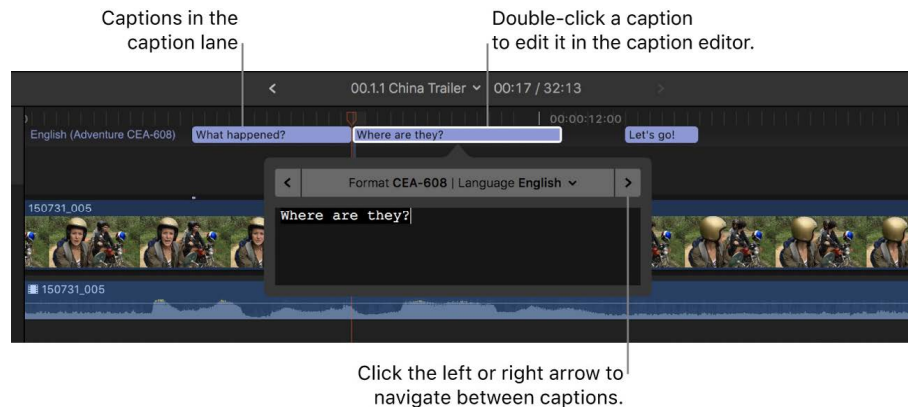 Captions in the
caption lane
Double-click a caption
to edit it in the caption editor.
00.1.1 China Trailer 00:17 / 32:13
00:00:12:00
English (Adventure CEA-608) What happened? Where are they? Let's go!
Format CEA-608 | Language English
Where are they?
150731_005
150731_005
Click the left or right arrow to
navigate between captions.